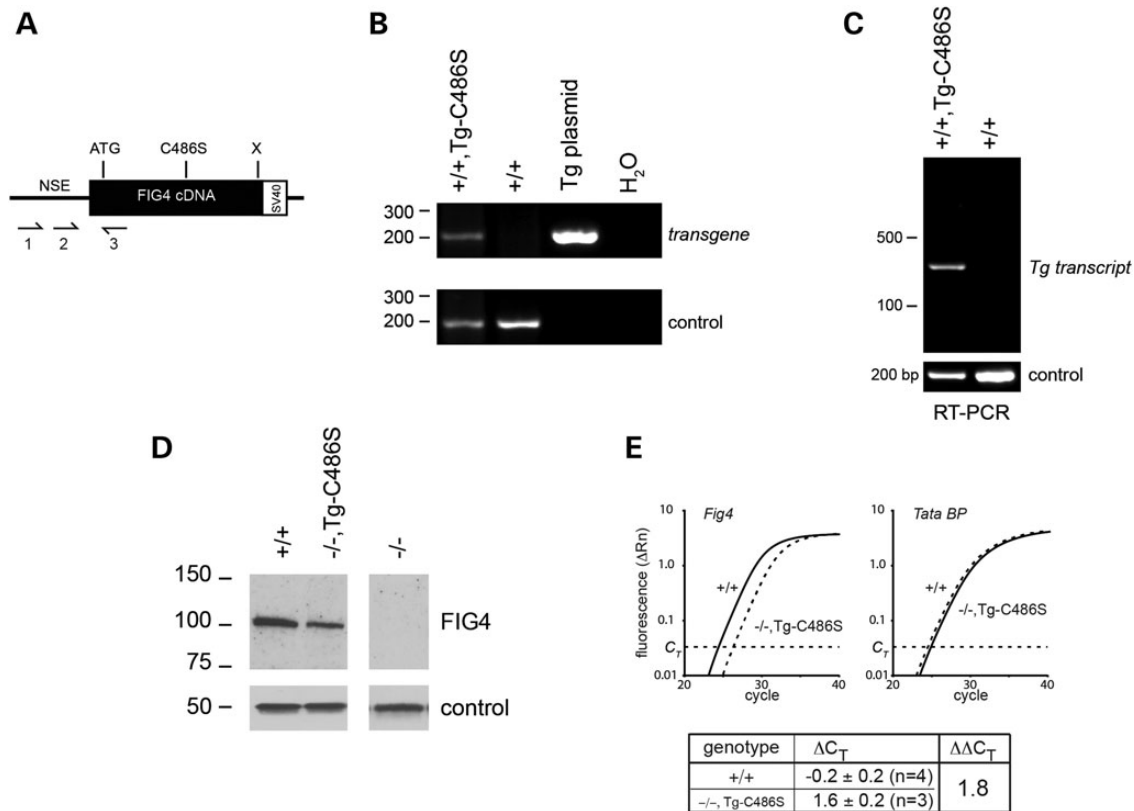 A
ATG C486S X
NSE FIG4 cDNA SV40
1 2 3
B
+/+,Tg-C486S
+/+
Tg plasmid
H2O
300 –
200 –
transgene
300 –
200 –
control
C
+/+,Tg-C486S
+/+
500 –
Tg transcript
100 –
200 bp –
control
RT-PCR
D
+/+
-/-,Tg-C486S
-/-
150 –
100 –
FIG4
75 –
50 –
control
E
fluorescence (ΔRn)
10
1.0
0.1
CT
0.01
Fig4
+/+
-/-,Tg-C486S
20 30 40
cycle
10
1.0
0.1
CT
0.01
Tata BP
+/+
-/-,Tg-C486S
20 30 40
cycle
genotype ΔCT ΔΔCT
+/+ -0.2 ± 0.2 (n=4) 1.8
–/–, Tg-C486S 1.6 ± 0.2 (n=3)